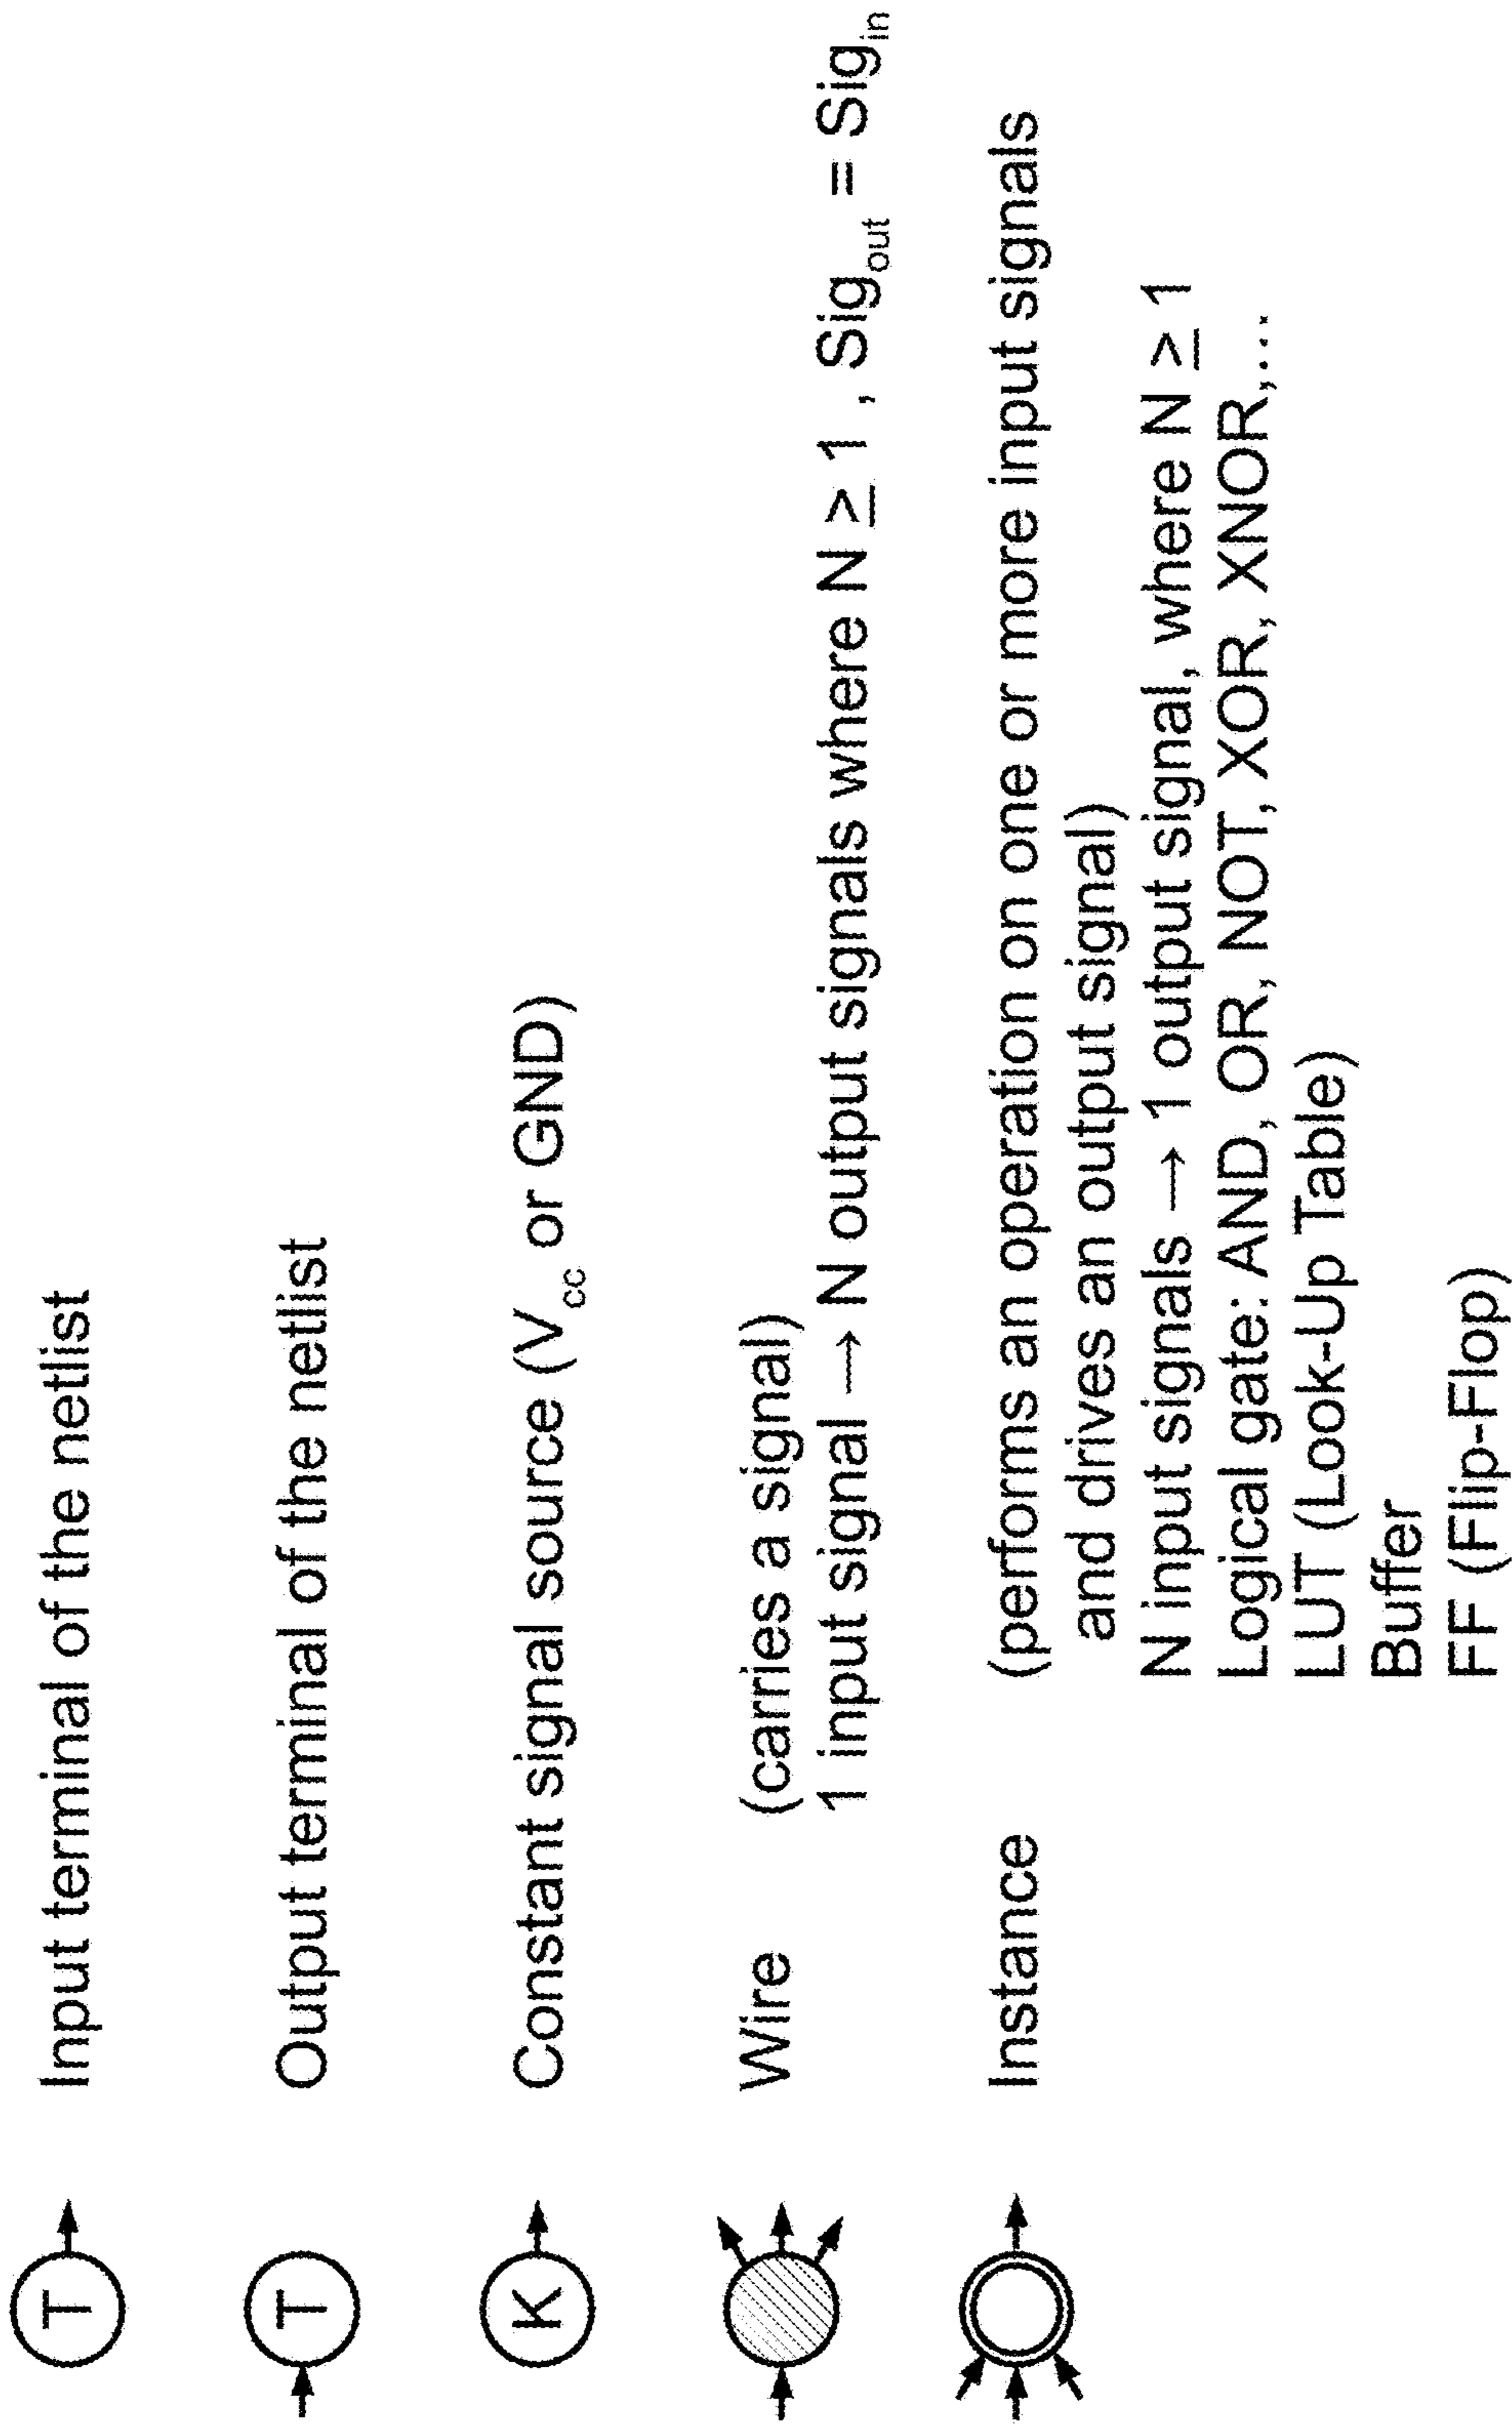 T Input terminal of the netlist
T Output terminal of the netlist
K Constant signal source (Vcc or GND)
Wire (carries a signal)
1 input signal → N output signals where N ≥ 1 , Sigout = Sigin
Instance (performs an operation on one or more input signals
and drives an output signal)
N input signals → 1 output signal, where N ≥ 1
Logical gate: AND, OR, NOT, XOR, XNOR,...
LUT (Look-Up Table)
Buffer
FF (Flip-Flop)